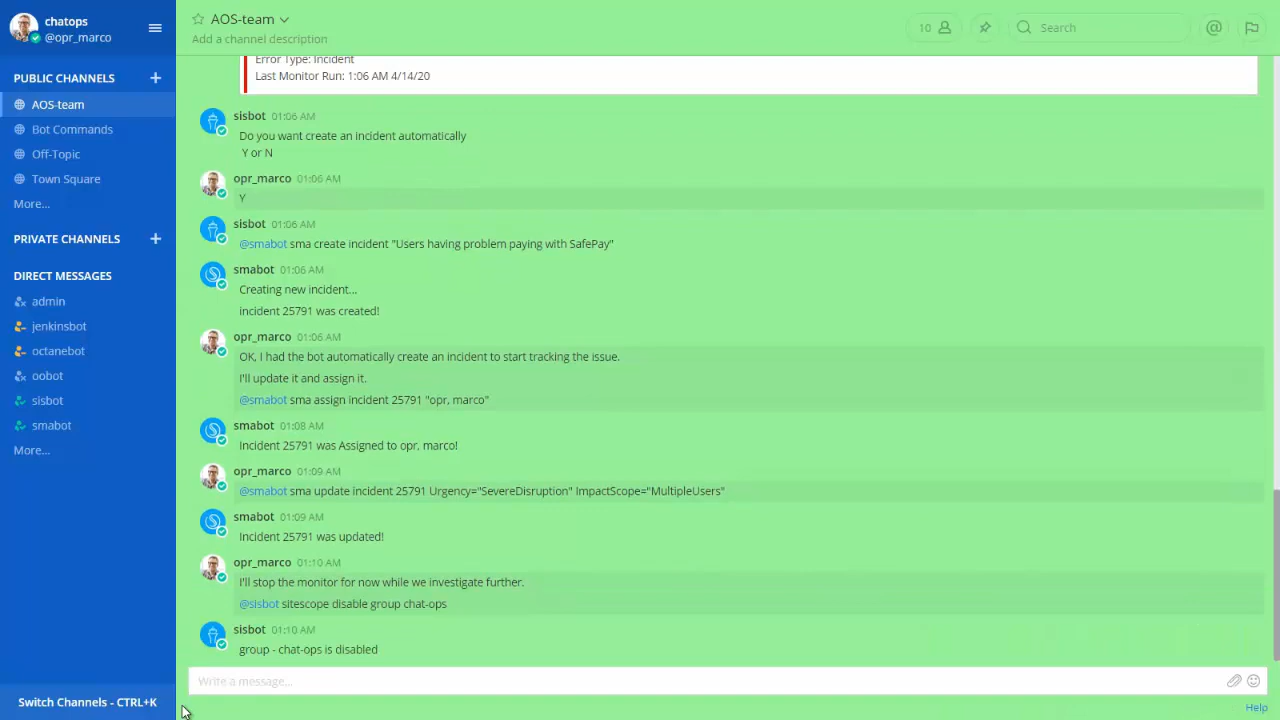 chatops
@opr_marco
PUBLIC CHANNELS
AOS-team
Bot Commands
Off-Topic
Town Square
More...
PRIVATE CHANNELS
DIRECT MESSAGES
admin
jenkinsbot
octanebot
oobot
sisbot
smabot
More...
Switch Channels - CTRL+K
AOS-team
Add a channel description
10
Search
@
Error Type: Incident
Last Monitor Run: 1:06 AM 4/14/20
sisbot 01:06 AM
Do you want create an incident automatically
Y or N
opr_marco 01:06 AM
Y
sisbot 01:06 AM
@smabot sma create incident "Users having problem paying with SafePay"
smabot 01:06 AM
Creating new incident...
incident 25791 was created!
opr_marco 01:06 AM
OK, I had the bot automatically create an incident to start tracking the issue.
I'll update it and assign it.
@smabot sma assign incident 25791 "opr, marco"
smabot 01:08 AM
Incident 25791 was Assigned to opr, marco!
opr_marco 01:09 AM
@smabot sma update incident 25791 Urgency="SevereDisruption" ImpactScope="MultipleUsers"
smabot 01:09 AM
Incident 25791 was updated!
opr_marco 01:10 AM
I'll stop the monitor for now while we investigate further.
@sisbot sitescope disable group chat-ops
sisbot 01:10 AM
group - chat-ops is disabled
Write a message...
Help